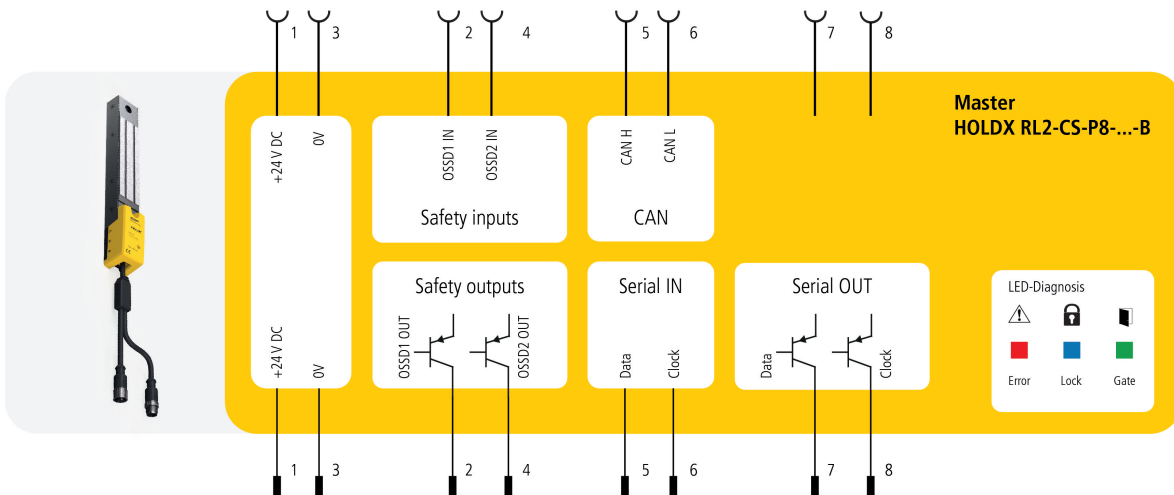 1 3 2 4 5 6 7 8
Master
HOLDX RL2-CS-P8-...-B
+24 V DC
0V
OSSD1 IN
OSSD2 IN
Safety inputs
CAN H
CAN L
CAN
Safety outputs
OSSD1 OUT
OSSD2 OUT
Serial IN
Data
Clock
Serial OUT
Data
Clock
+24 V DC
0V
LED-Diagnosis
Error Lock Gate
1 3 2 4 5 6 7 8